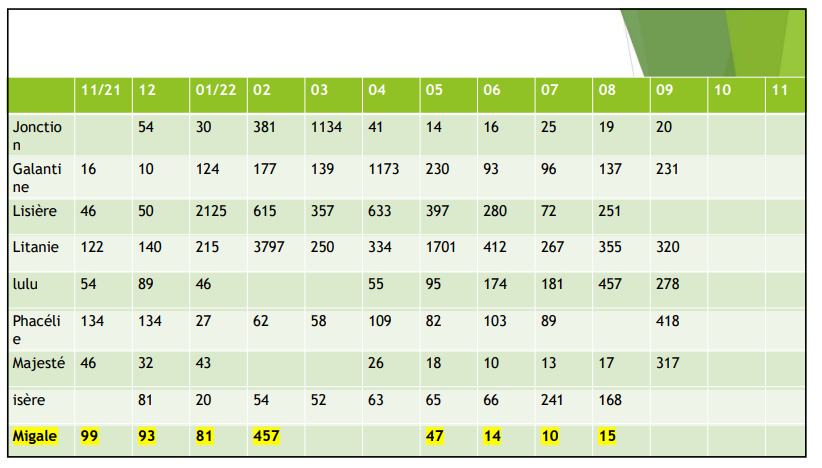 11/21 12 01/22 02 03 04 05 06 07 08 09 10 11
Jonctio
n 54 30 381 1134 41 14 16 25 19 20
Galanti
ne 16 10 124 177 139 1173 230 93 96 137 231
Lisière 46 50 2125 615 357 633 397 280 72 251
Litanie 122 140 215 3797 250 334 1701 412 267 355 320
lulu 54 89 46 55 95 174 181 457 278
Phacéli
e 134 134 27 62 58 109 82 103 89 418
Majesté 46 32 43 26 18 10 13 17 317
isère 81 20 54 52 63 65 66 241 168
Migale 99 93 81 457 47 14 10 15